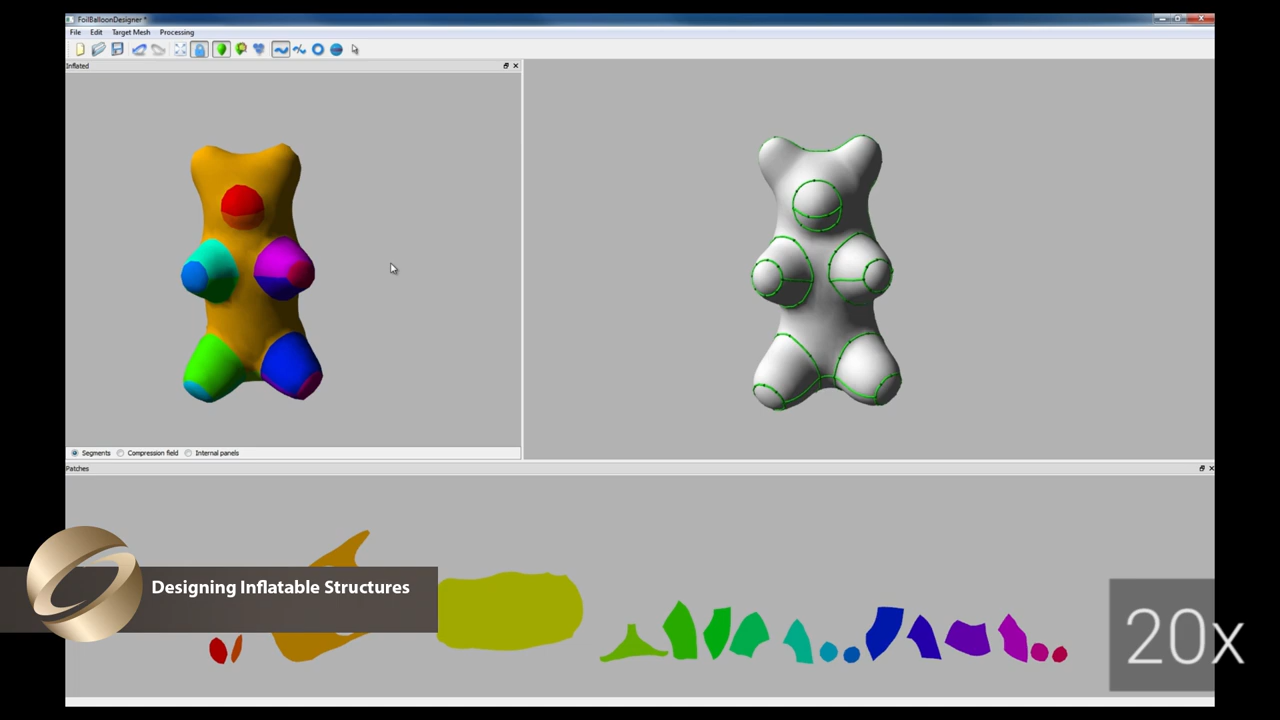 FoilBalloonDesigner *
File Edit Target Mesh Processing
Inflated
Segments Compression field Internal panels
Patches
Designing Inflatable Structures
20x